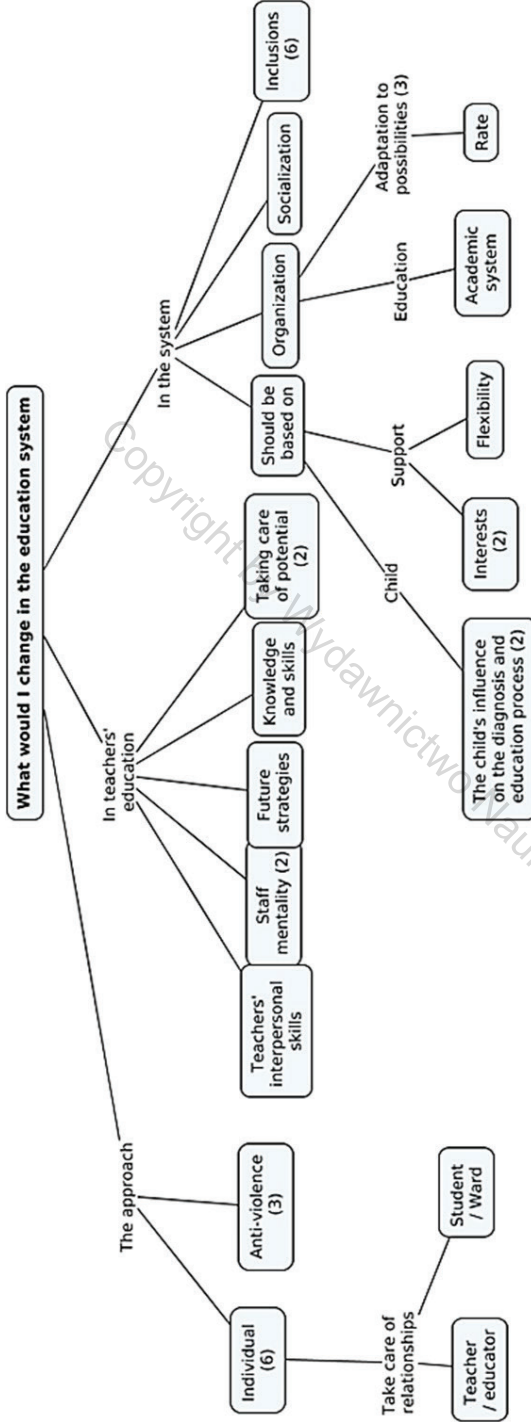 What would I change in the education system
The approach
In teachers'
education
In the system
Individual
(6)
Anti-violence
(3)
Teachers'
interpersonal
skills
Staff
mentality (2)
Future
strategies
Knowledge
and skills
Taking care
of potential
(2)
Should be
based on
Organization
Socialization
Inclusions
(6)
Take care of
relationships
Child
Support
Education
Adaptation to
possibilities (3)
Teacher
/ educator
Student
/ Ward
The child's influence
on the diagnosis and
education process (2)
Interests
(2)
Flexibility
Academic
system
Rate
Copyright by Wydawnictwo Nauk